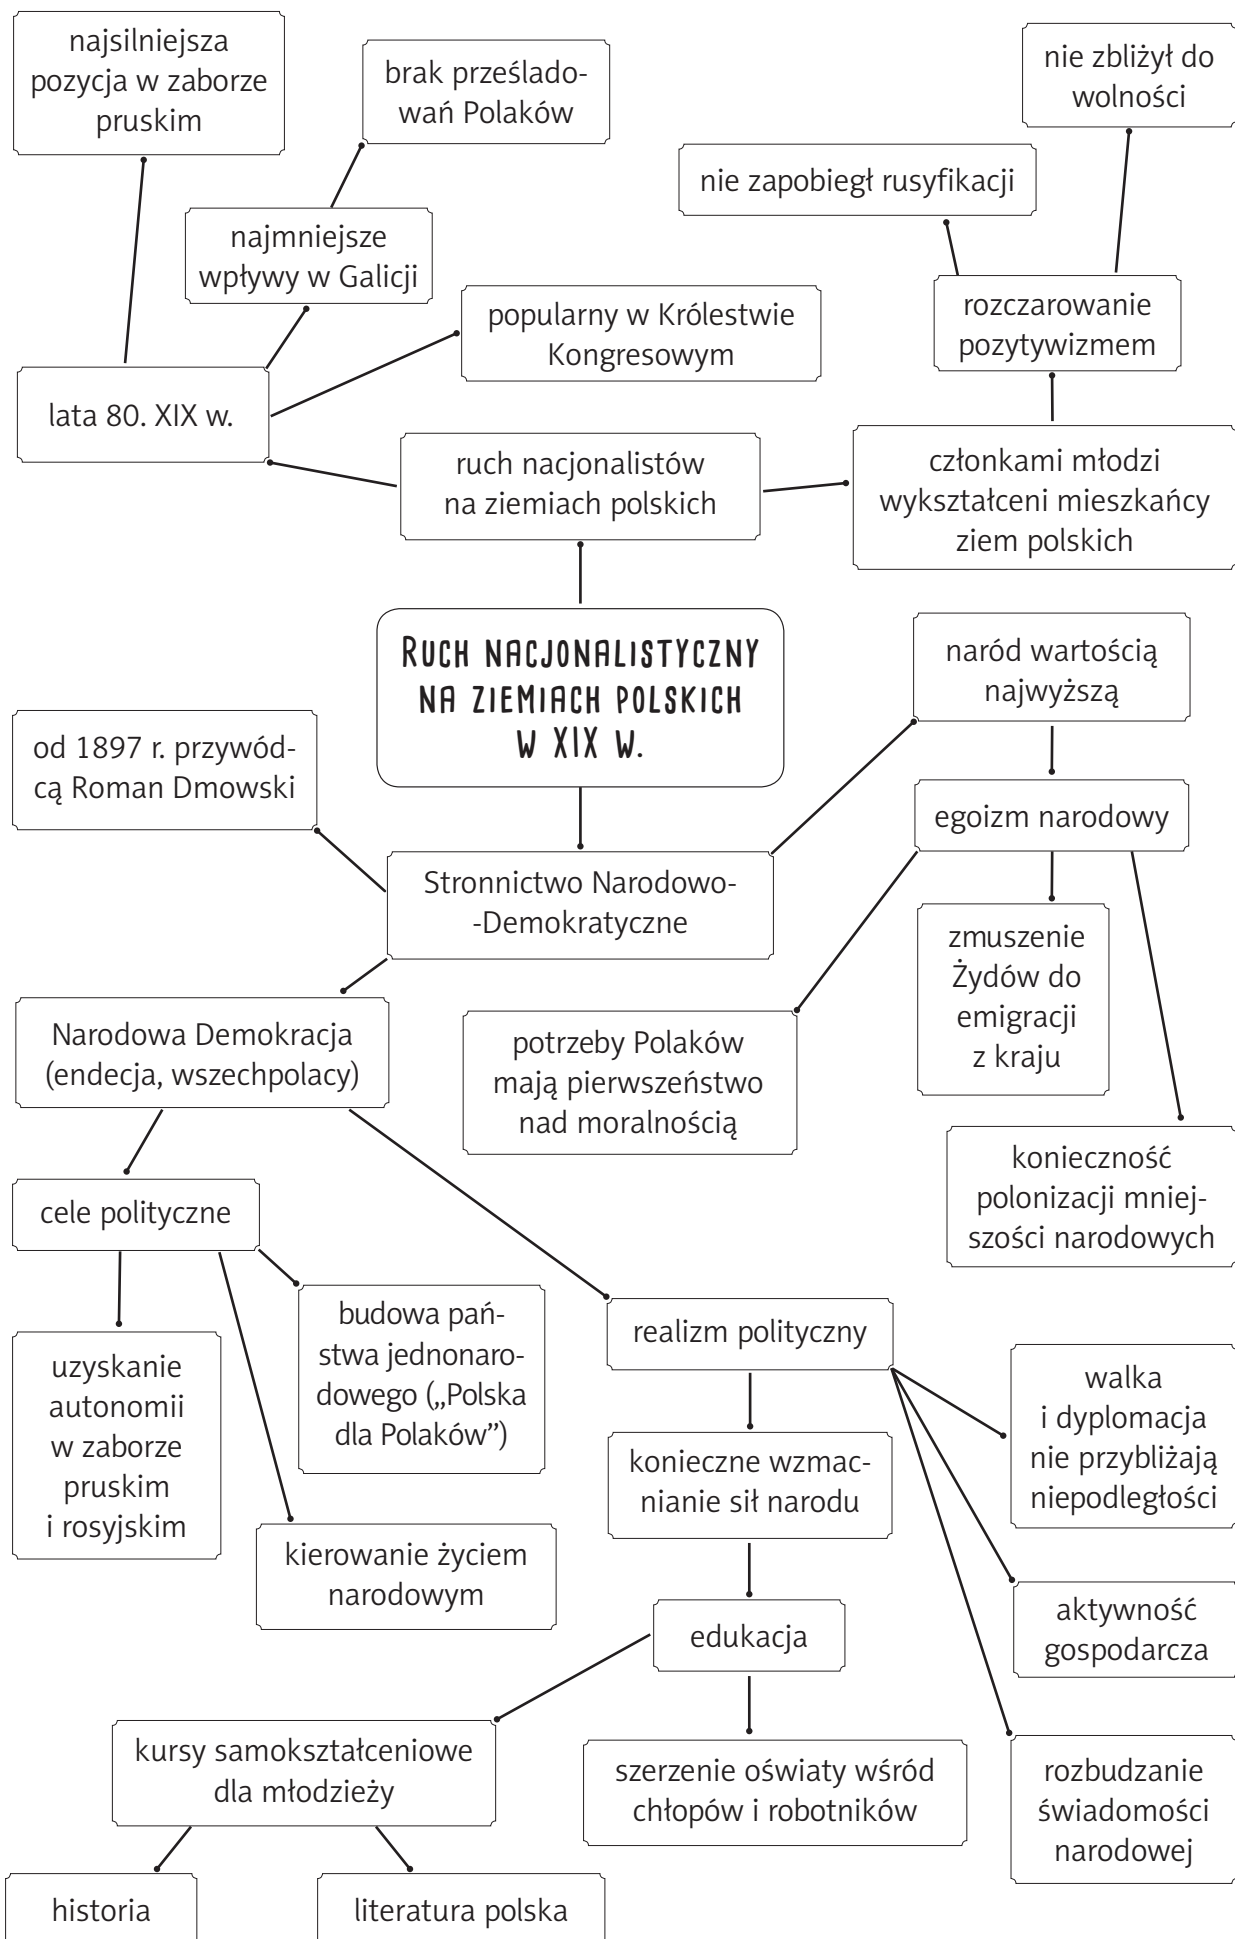 najsilniejsza
pozycja w zaborze
pruskim
brak prześlado-
wań Polaków
nie zbliżył do
wolności
nie zapobiegł rusyfikacji
najmniejsze
wpływy w Galicji
popularny w Królestwie
Kongresowym
rozczarowanie
pozytywizmem
lata 80. XIX w.
ruch nacjonalistów
na ziemiach polskich
członkami młodzi
wykształceni mieszkańcy
ziem polskich
RUCH NACJONALISTYCZNY
NA ZIEMIACH POLSKICH
W XIX W.
naród wartością
najwyższą
od 1897 r. przywód-
cą Roman Dmowski
egoizm narodowy
Stronnictwo Narodowo-
-Demokratyczne
zmuszenie
Żydów do
emigracji
z kraju
Narodowa Demokracja
(endecja, wszechpolacy)
potrzeby Polaków
mają pierwszeństwo
nad moralnością
konieczność
polonizacji mniej-
szości narodowych
cele polityczne
budowa pań-
stwa jednonaro-
dowego („Polska
dla Polaków”)
realizm polityczny
uzyskanie
autonomii
w zaborze
pruskim
i rosyjskim
walka
i dyplomacja
nie przybliżają
niepodległości
konieczne wzmac-
nianie sił narodu
kierowanie życiem
narodowym
aktywność
gospodarcza
edukacja
kursy samokształceniowe
dla młodzieży
szerzenie oświaty wśród
chłopów i robotników
rozbudzanie
świadomości
narodowej
historia
literatura polska